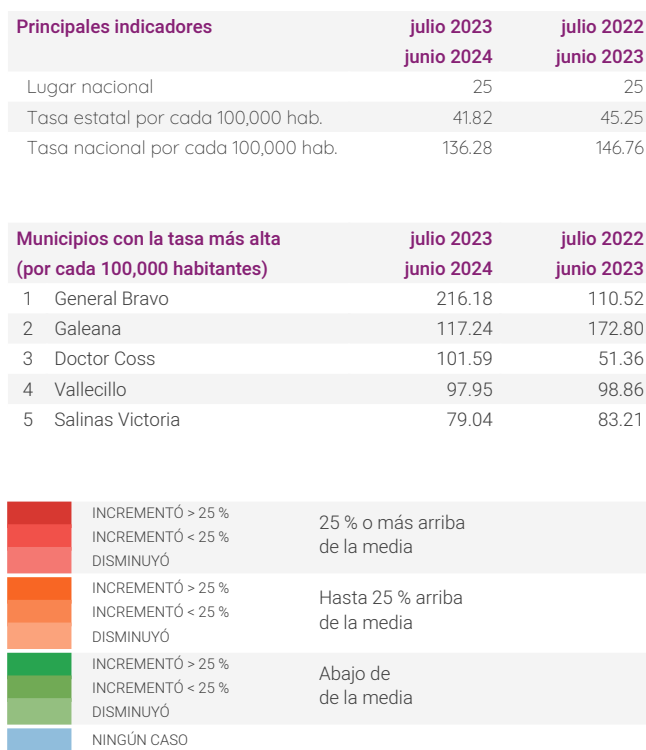 Principales indicadores julio 2023 julio 2022
junio 2024 junio 2023
Lugar nacional 25 25
Tasa estatal por cada 100,000 hab. 41.82 45.25
Tasa nacional por cada 100,000 hab. 136.28 146.76
Municipios con la tasa más alta julio 2023 julio 2022
(por cada 100,000 habitantes) junio 2024 junio 2023
1 General Bravo 216.18 110.52
2 Galeana 117.24 172.80
3 Doctor Coss 101.59 51.36
4 Vallecillo 97.95 98.86
5 Salinas Victoria 79.04 83.21
INCREMENTÓ > 25 %
INCREMENTÓ < 25 %
DISMINUYÓ
25 % o más arriba
de la media
INCREMENTÓ > 25 %
INCREMENTÓ < 25 %
DISMINUYÓ
Hasta 25 % arriba
de la media
INCREMENTÓ > 25 %
INCREMENTÓ < 25 %
DISMINUYÓ
Abajo de
de la media
NINGÚN CASO